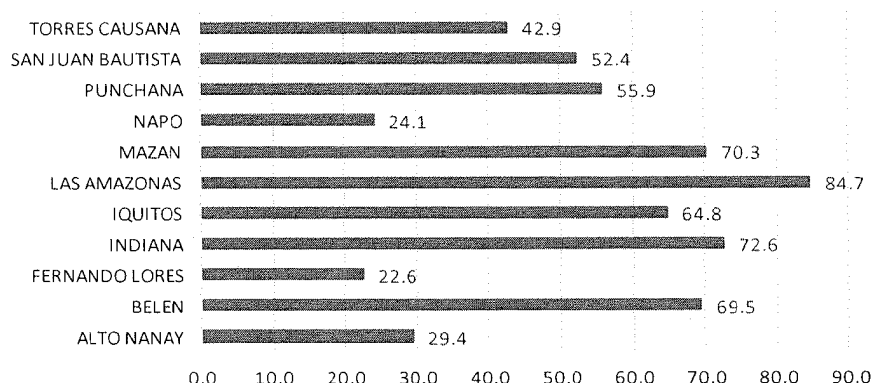 TORRES CAUSANA 42.9
SAN JUAN BAUTISTA 52.4
PUNCHANA 55.9
NAPO 24.1
MAZAN 70.3
LAS AMAZONAS 84.7
IQUITOS 64.8
INDIANA 72.6
FERNANDO LORES 22.6
BELEN 69.5
ALTO NANAY 29.4
0.0 10.0 20.0 30.0 40.0 50.0 60.0 70.0 80.0 90.0